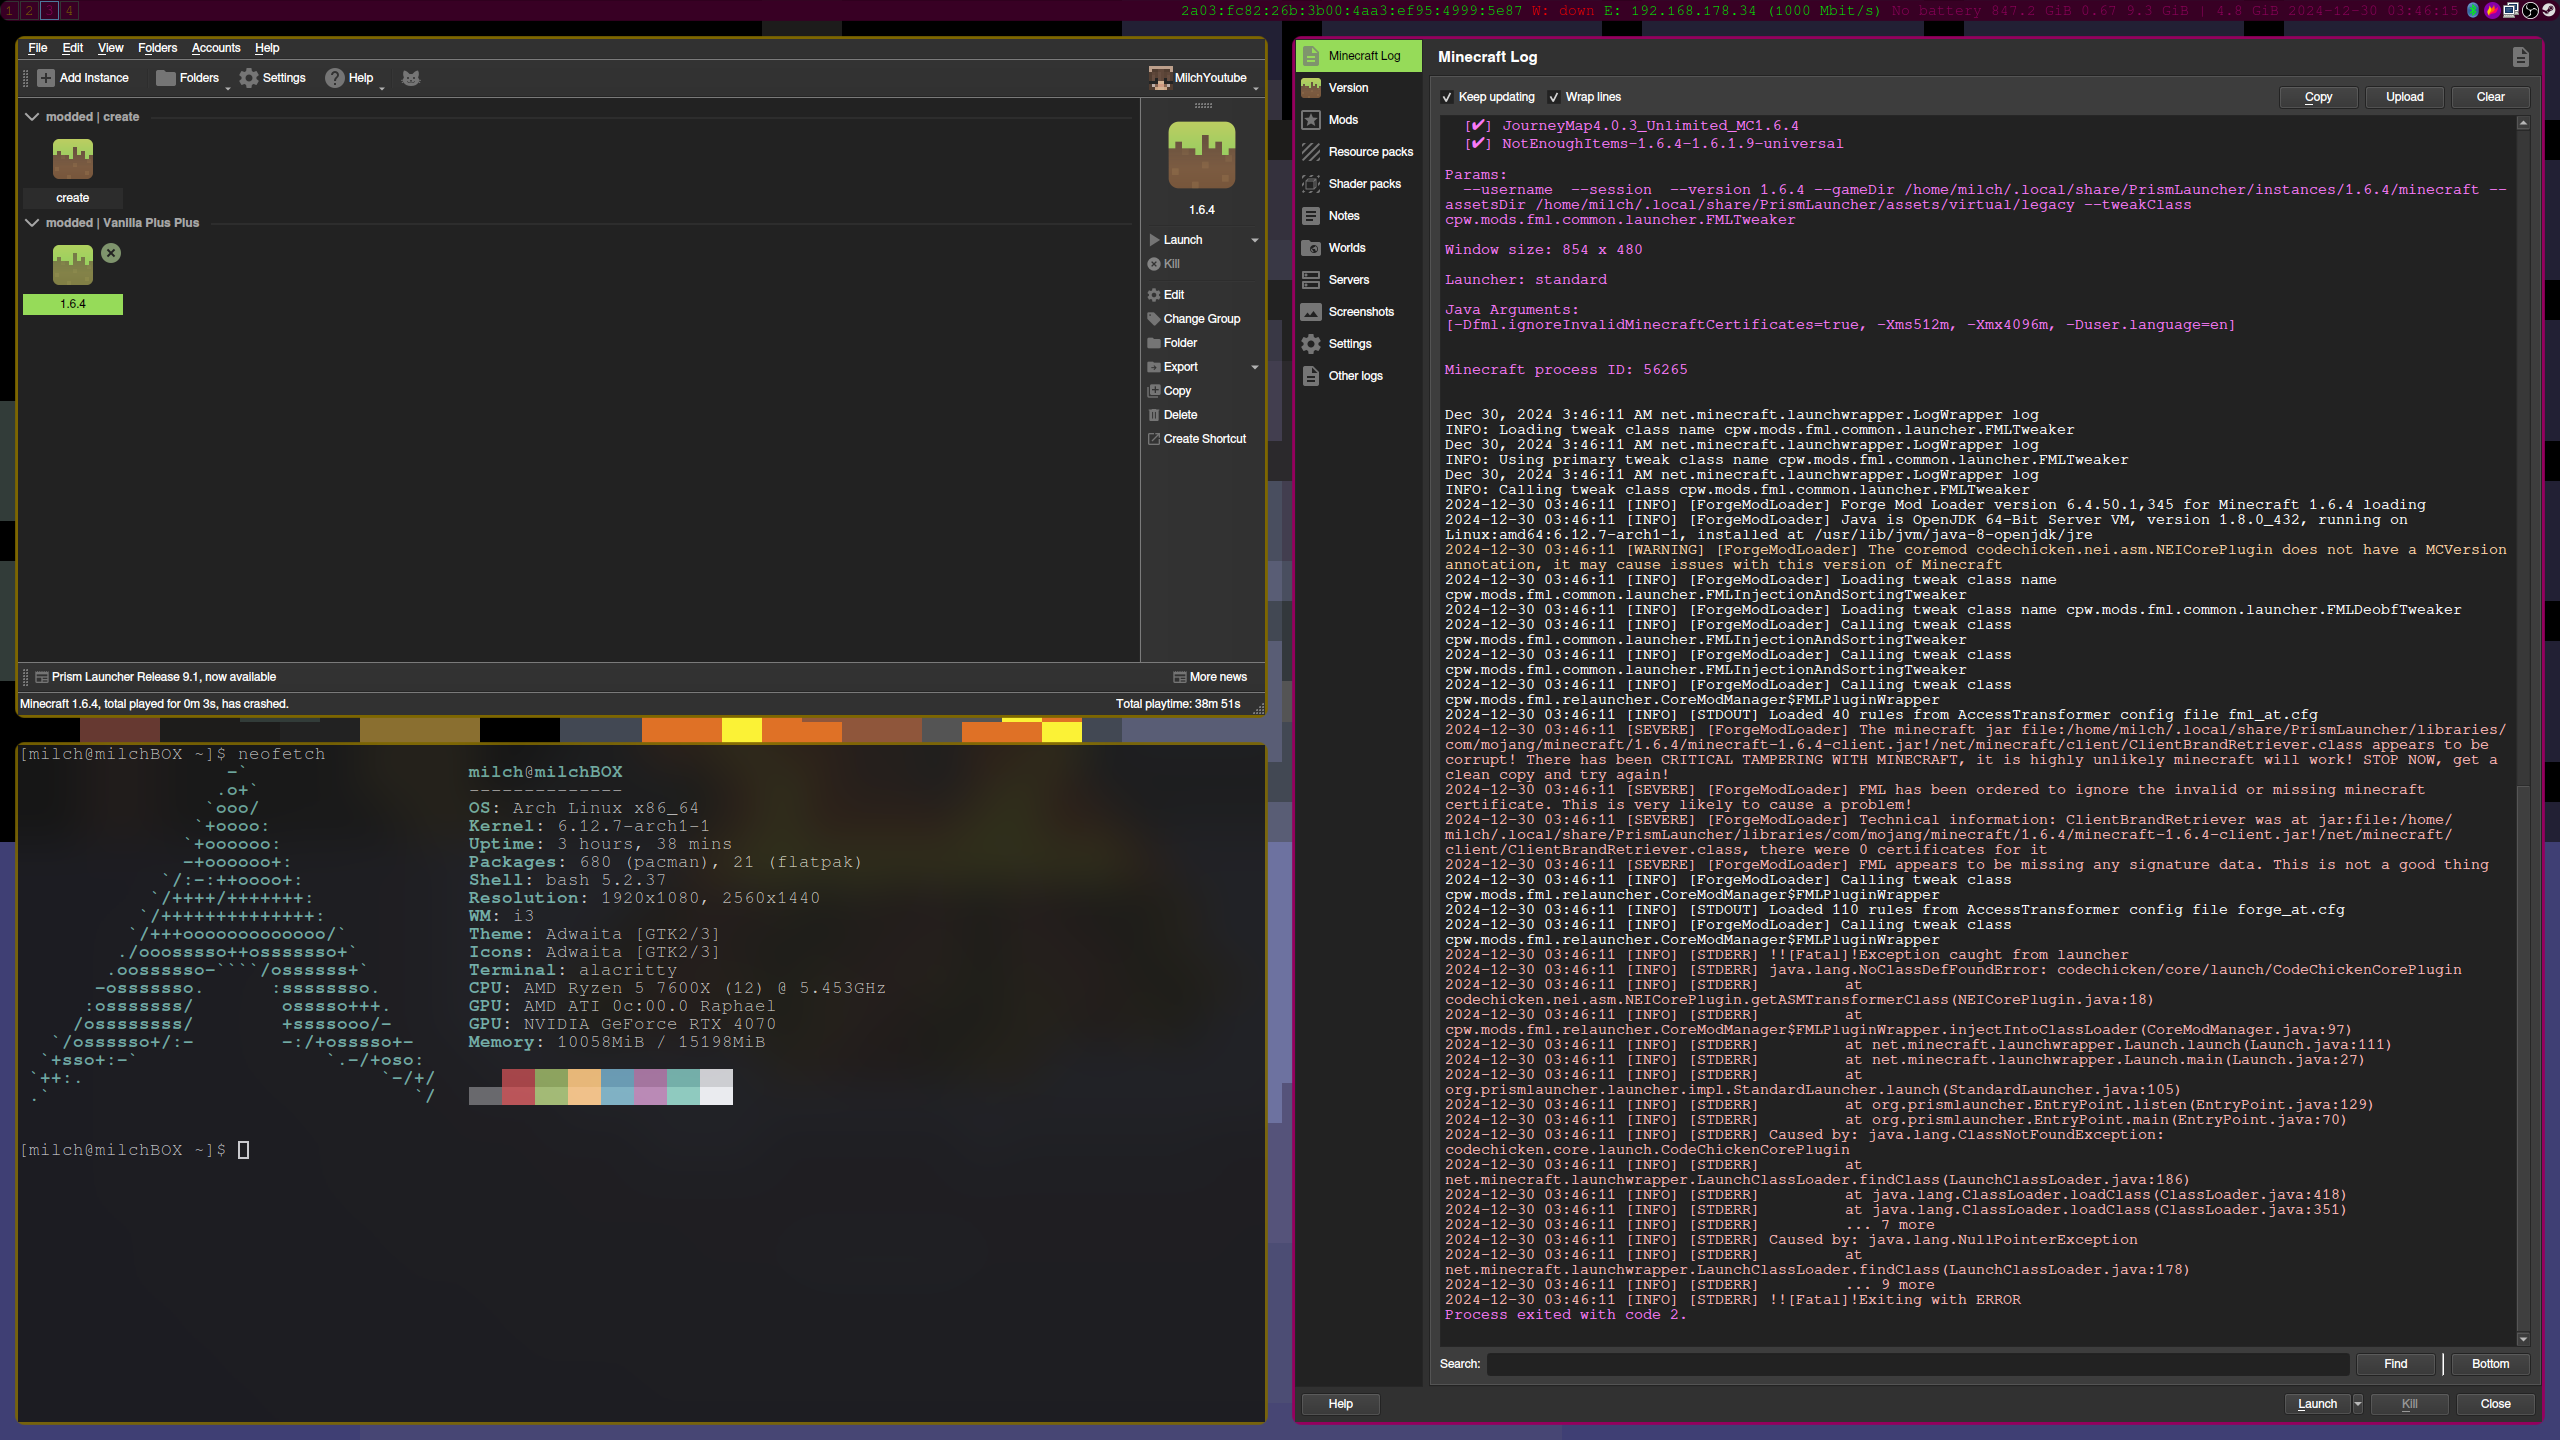 1 2 3 4
2a03:fc82:26b:3b00:4aa3:ef95:4999:5e87 W: down E: 192.168.178.34 (1000 Mbit/s) No battery 847.2 GiB 0.67 9.3 GiB | 4.8 GiB 2024-12-30 03:46:15
File Edit View Folders Accounts Help
Add Instance Folders Settings Help MilchYoutube
modded | create
create
modded | Vanilla Plus Plus
1.6.4
1.6.4
Launch
Kill
Edit
Change Group
Folder
Export
Copy
Delete
Create Shortcut
Prism Launcher Release 9.1, now available More news
Minecraft 1.6.4, total played for 0m 3s, has crashed. Total playtime: 38m 51s
[milch@milchBOX ~]$ neofetch
-`
.o+`
`ooo/
`+oooo:
`+oooooo:
-+oooooo+:
`/:-:++oooo+:
`/++++/+++++++:
`/++++++++++++++:
`/+++ooooooooooooo/`
./ooosssso++osssssso+`
.oossssso-````/ossssss+`
-osssssso. :ssssssso.
:osssssss/ osssso+++.
/ossssssss/ +ssssooo/-
`/ossssso+/:- -:/+osssso+-
`+sso+:-` `.-/+oso:
`++:. `-/+/
.` `/
milch@milchBOX
--------------
OS: Arch Linux x86_64
Kernel: 6.12.7-arch1-1
Uptime: 3 hours, 38 mins
Packages: 680 (pacman), 21 (flatpak)
Shell: bash 5.2.37
Resolution: 1920x1080, 2560x1440
WM: i3
Theme: Adwaita [GTK2/3]
Icons: Adwaita [GTK2/3]
Terminal: alacritty
CPU: AMD Ryzen 5 7600X (12) @ 5.453GHz
GPU: AMD ATI 0c:00.0 Raphael
GPU: NVIDIA GeForce RTX 4070
Memory: 10058MiB / 15198MiB
[milch@milchBOX ~]$
Minecraft Log
Version
Mods
Resource packs
Shader packs
Notes
Worlds
Servers
Screenshots
Settings
Other logs
Minecraft Log
Keep updating Wrap lines Copy Upload Clear
[✔] JourneyMap4.0.3_Unlimited_MC1.6.4
[✔] NotEnoughItems-1.6.4-1.6.1.9-universal
Params:
--username --session --version 1.6.4 --gameDir /home/milch/.local/share/PrismLauncher/instances/1.6.4/minecraft --
assetsDir /home/milch/.local/share/PrismLauncher/assets/virtual/legacy --tweakClass
cpw.mods.fml.common.launcher.FMLTweaker
Window size: 854 x 480
Launcher: standard
Java Arguments:
[-Dfml.ignoreInvalidMinecraftCertificates=true, -Xms512m, -Xmx4096m, -Duser.language=en]
Minecraft process ID: 56265
Dec 30, 2024 3:46:11 AM net.minecraft.launchwrapper.LogWrapper log
INFO: Loading tweak class name cpw.mods.fml.common.launcher.FMLTweaker
Dec 30, 2024 3:46:11 AM net.minecraft.launchwrapper.LogWrapper log
INFO: Using primary tweak class name cpw.mods.fml.common.launcher.FMLTweaker
Dec 30, 2024 3:46:11 AM net.minecraft.launchwrapper.LogWrapper log
INFO: Calling tweak class cpw.mods.fml.common.launcher.FMLTweaker
2024-12-30 03:46:11 [INFO] [ForgeModLoader] Forge Mod Loader version 6.4.50.1,345 for Minecraft 1.6.4 loading
2024-12-30 03:46:11 [INFO] [ForgeModLoader] Java is OpenJDK 64-Bit Server VM, version 1.8.0_432, running on
Linux:amd64:6.12.7-arch1-1, installed at /usr/lib/jvm/java-8-openjdk/jre
2024-12-30 03:46:11 [WARNING] [ForgeModLoader] The coremod codechicken.nei.asm.NEICorePlugin does not have a MCVersion
annotation, it may cause issues with this version of Minecraft
2024-12-30 03:46:11 [INFO] [ForgeModLoader] Loading tweak class name
cpw.mods.fml.common.launcher.FMLInjectionAndSortingTweaker
2024-12-30 03:46:11 [INFO] [ForgeModLoader] Loading tweak class name cpw.mods.fml.common.launcher.FMLDeobfTweaker
2024-12-30 03:46:11 [INFO] [ForgeModLoader] Calling tweak class
cpw.mods.fml.common.launcher.FMLInjectionAndSortingTweaker
2024-12-30 03:46:11 [INFO] [ForgeModLoader] Calling tweak class
cpw.mods.fml.common.launcher.FMLInjectionAndSortingTweaker
2024-12-30 03:46:11 [INFO] [ForgeModLoader] Calling tweak class
cpw.mods.fml.relauncher.CoreModManager$FMLPluginWrapper
2024-12-30 03:46:11 [INFO] [STDOUT] Loaded 40 rules from AccessTransformer config file fml_at.cfg
2024-12-30 03:46:11 [SEVERE] [ForgeModLoader] The minecraft jar file:/home/milch/.local/share/PrismLauncher/libraries/
com/mojang/minecraft/1.6.4/minecraft-1.6.4-client.jar!/net/minecraft/client/ClientBrandRetriever.class appears to be
corrupt! There has been CRITICAL TAMPERING WITH MINECRAFT, it is highly unlikely minecraft will work! STOP NOW, get a
clean copy and try again!
2024-12-30 03:46:11 [SEVERE] [ForgeModLoader] FML has been ordered to ignore the invalid or missing minecraft
certificate. This is very likely to cause a problem!
2024-12-30 03:46:11 [SEVERE] [ForgeModLoader] Technical information: ClientBrandRetriever was at jar:file:/home/
milch/.local/share/PrismLauncher/libraries/com/mojang/minecraft/1.6.4/minecraft-1.6.4-client.jar!/net/minecraft/
client/ClientBrandRetriever.class, there were 0 certificates for it
2024-12-30 03:46:11 [SEVERE] [ForgeModLoader] FML appears to be missing any signature data. This is not a good thing
2024-12-30 03:46:11 [INFO] [ForgeModLoader] Calling tweak class
cpw.mods.fml.relauncher.CoreModManager$FMLPluginWrapper
2024-12-30 03:46:11 [INFO] [STDOUT] Loaded 110 rules from AccessTransformer config file forge_at.cfg
2024-12-30 03:46:11 [INFO] [ForgeModLoader] Calling tweak class
cpw.mods.fml.relauncher.CoreModManager$FMLPluginWrapper
2024-12-30 03:46:11 [INFO] [STDERR] !![Fatal]!Exception caught from launcher
2024-12-30 03:46:11 [INFO] [STDERR] java.lang.NoClassDefFoundError: codechicken/core/launch/CodeChickenCorePlugin
2024-12-30 03:46:11 [INFO] [STDERR] at
codechicken.nei.asm.NEICorePlugin.getASMTransformerClass(NEICorePlugin.java:18)
2024-12-30 03:46:11 [INFO] [STDERR] at
cpw.mods.fml.relauncher.CoreModManager$FMLPluginWrapper.injectIntoClassLoader(CoreModManager.java:97)
2024-12-30 03:46:11 [INFO] [STDERR] at net.minecraft.launchwrapper.Launch.launch(Launch.java:111)
2024-12-30 03:46:11 [INFO] [STDERR] at net.minecraft.launchwrapper.Launch.main(Launch.java:27)
2024-12-30 03:46:11 [INFO] [STDERR] at
org.prismlauncher.launcher.impl.StandardLauncher.launch(StandardLauncher.java:105)
2024-12-30 03:46:11 [INFO] [STDERR] at org.prismlauncher.EntryPoint.listen(EntryPoint.java:129)
2024-12-30 03:46:11 [INFO] [STDERR] at org.prismlauncher.EntryPoint.main(EntryPoint.java:70)
2024-12-30 03:46:11 [INFO] [STDERR] Caused by: java.lang.ClassNotFoundException:
codechicken.core.launch.CodeChickenCorePlugin
2024-12-30 03:46:11 [INFO] [STDERR] at
net.minecraft.launchwrapper.LaunchClassLoader.findClass(LaunchClassLoader.java:186)
2024-12-30 03:46:11 [INFO] [STDERR] at java.lang.ClassLoader.loadClass(ClassLoader.java:418)
2024-12-30 03:46:11 [INFO] [STDERR] at java.lang.ClassLoader.loadClass(ClassLoader.java:351)
2024-12-30 03:46:11 [INFO] [STDERR] ... 7 more
2024-12-30 03:46:11 [INFO] [STDERR] Caused by: java.lang.NullPointerException
2024-12-30 03:46:11 [INFO] [STDERR] at
net.minecraft.launchwrapper.LaunchClassLoader.findClass(LaunchClassLoader.java:178)
2024-12-30 03:46:11 [INFO] [STDERR] ... 9 more
2024-12-30 03:46:11 [INFO] [STDERR] !![Fatal]!Exiting with ERROR
Process exited with code 2.
Search: Find Bottom
Help Launch Kill Close